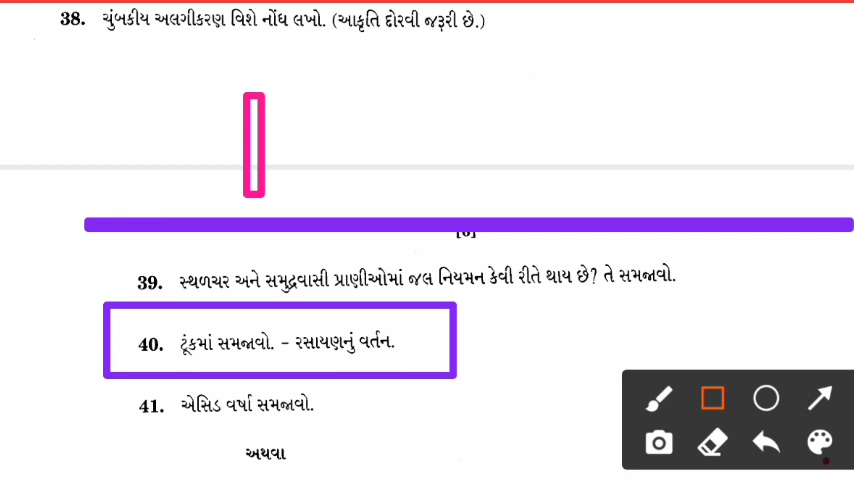 38. ચુંબકીય અલગીકરણ વિશે નોંધ લખો. (આકૃતિ દોરવી જરૂરી છે.)
39. સ્થળચર અને સમુદ્રવાસી પ્રાણીઓમાં જલ નિયમન કેવી રીતે થાય છે? તે સમજાવો.
40. ટૂંકમાં સમજાવો. – રસાયણનું વર્તન.
41. એસિડ વર્ષા સમજાવો.
અથવા